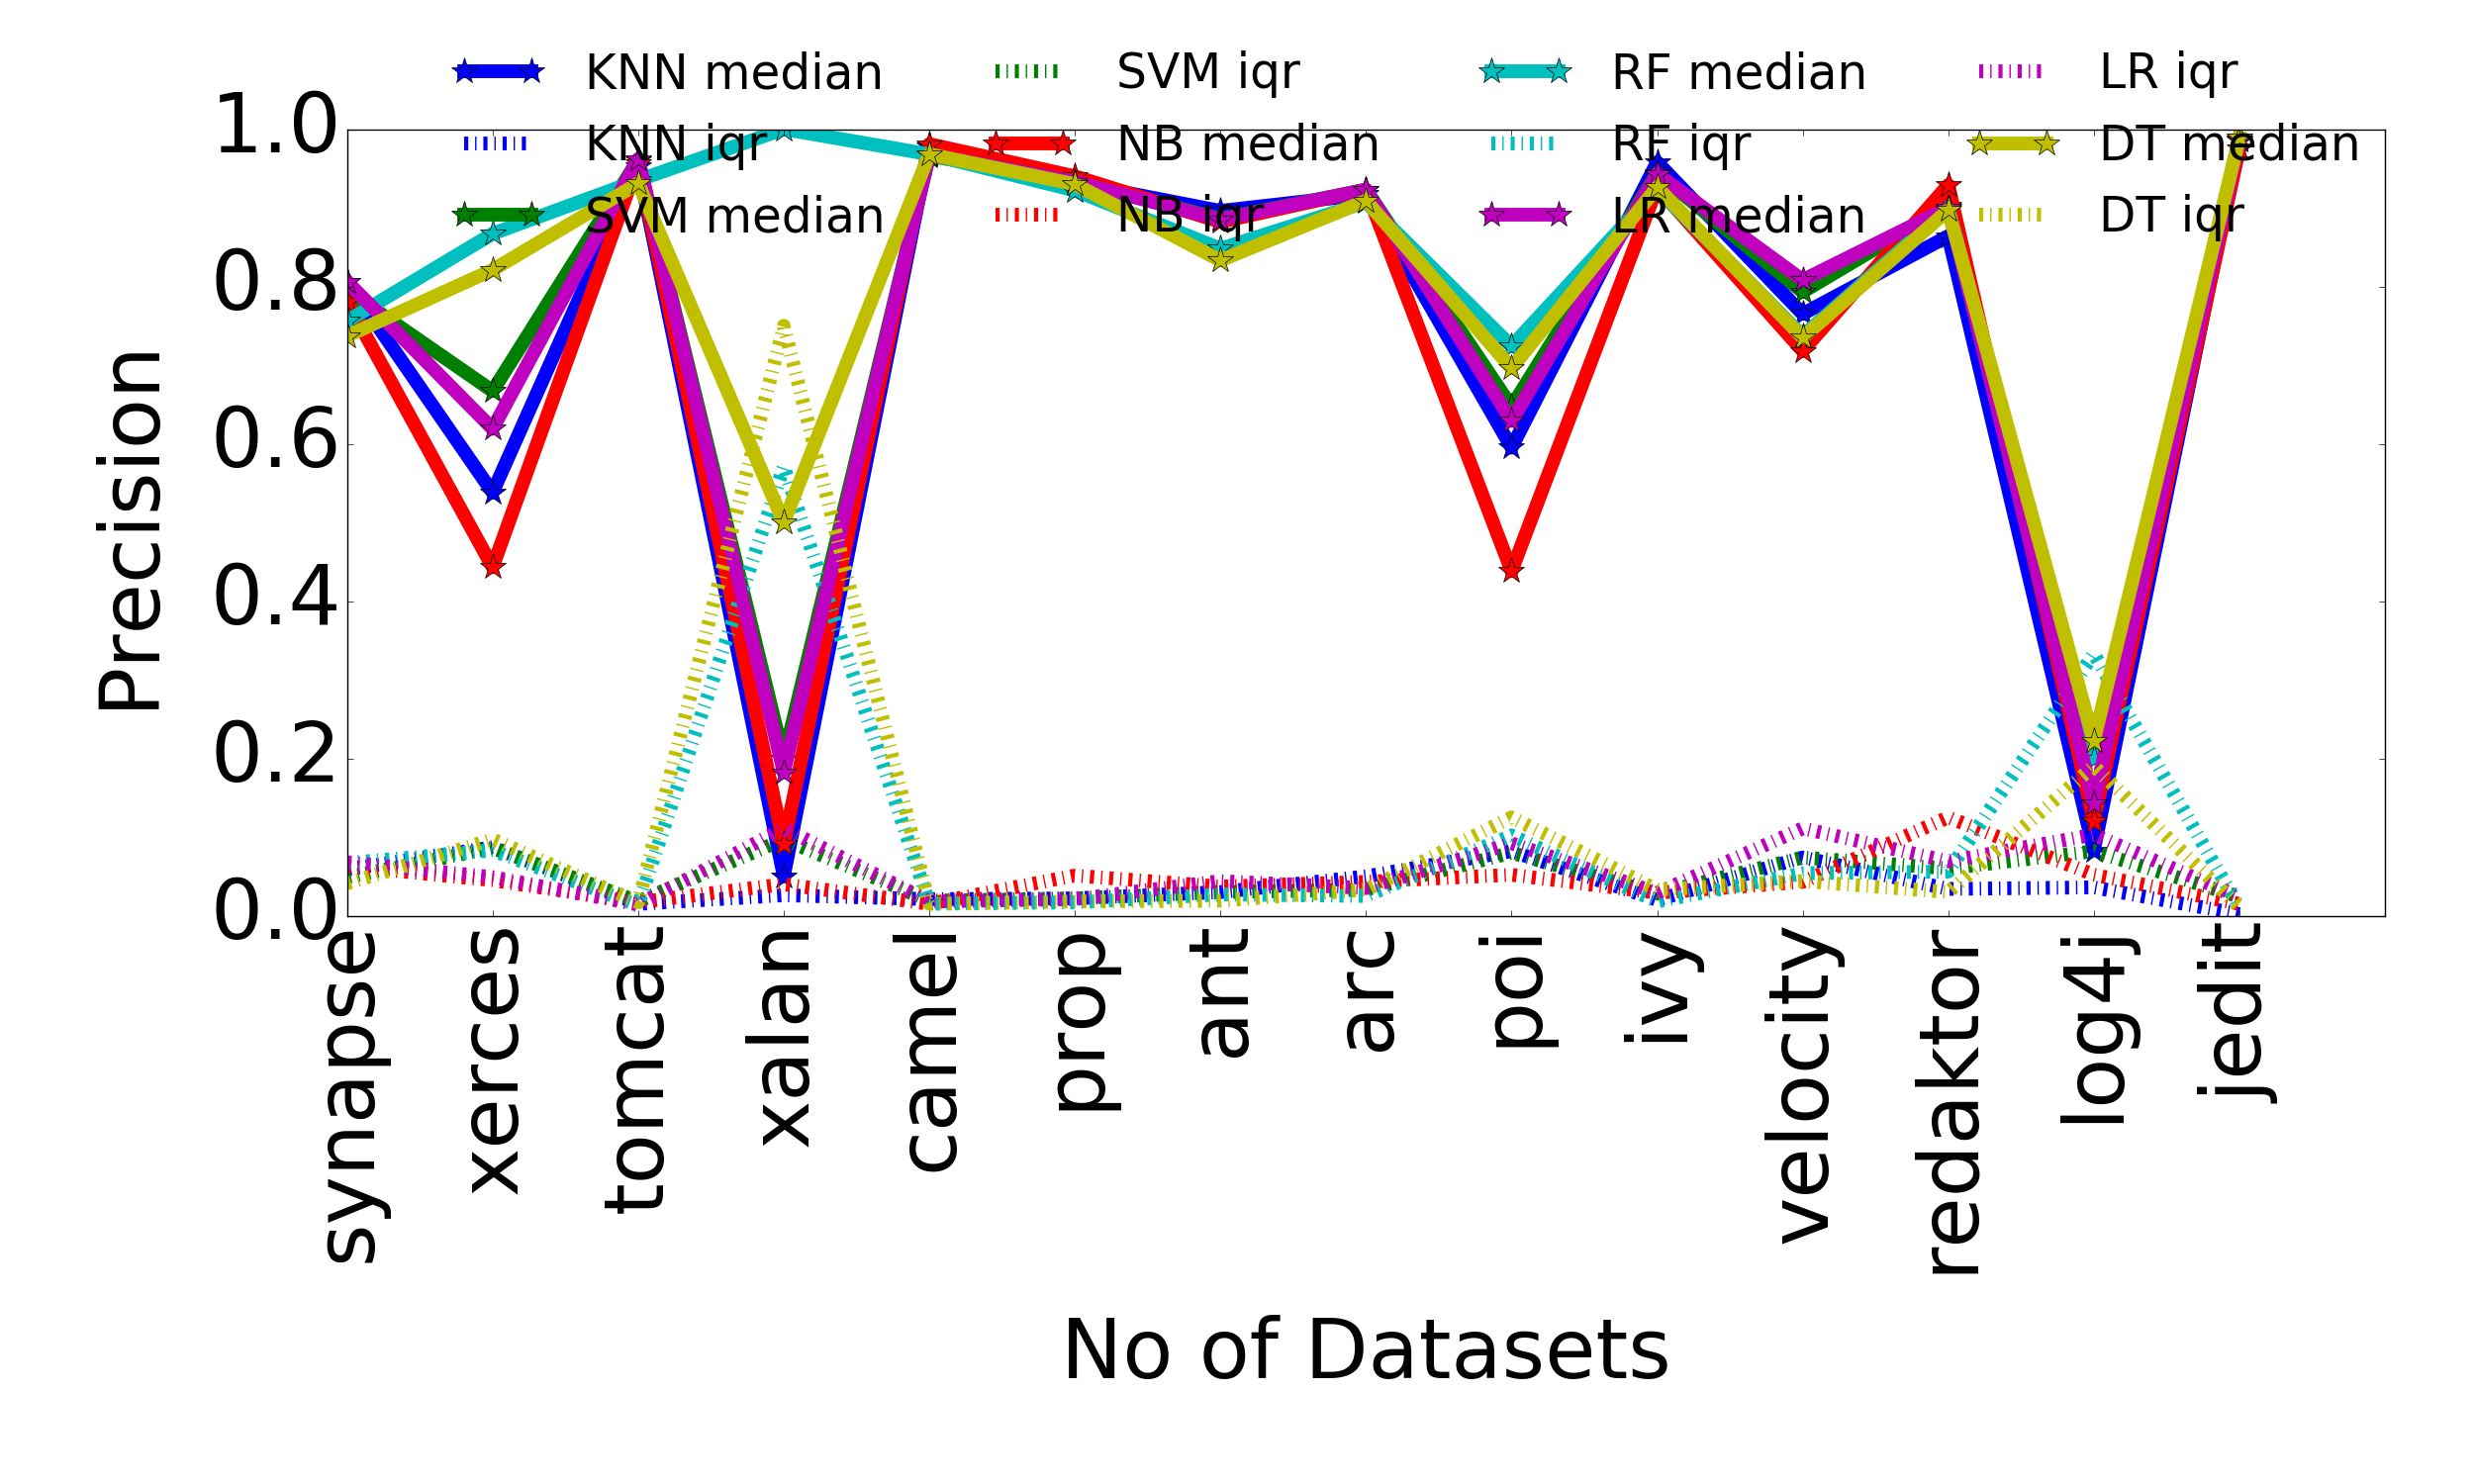 KNN median
KNN iqr
SVM median
SVM iqr
NB median
NB iqr
RF median
RF iqr
LR median
LR iqr
DT median
DT iqr
1.0
0.8
0.6
0.4
0.2
0.0
Precision
synapse
xerces
tomcat
xalan
camel
prop
ant
arc
poi
ivy
velocity
redaktor
log4j
jedit
No of Datasets